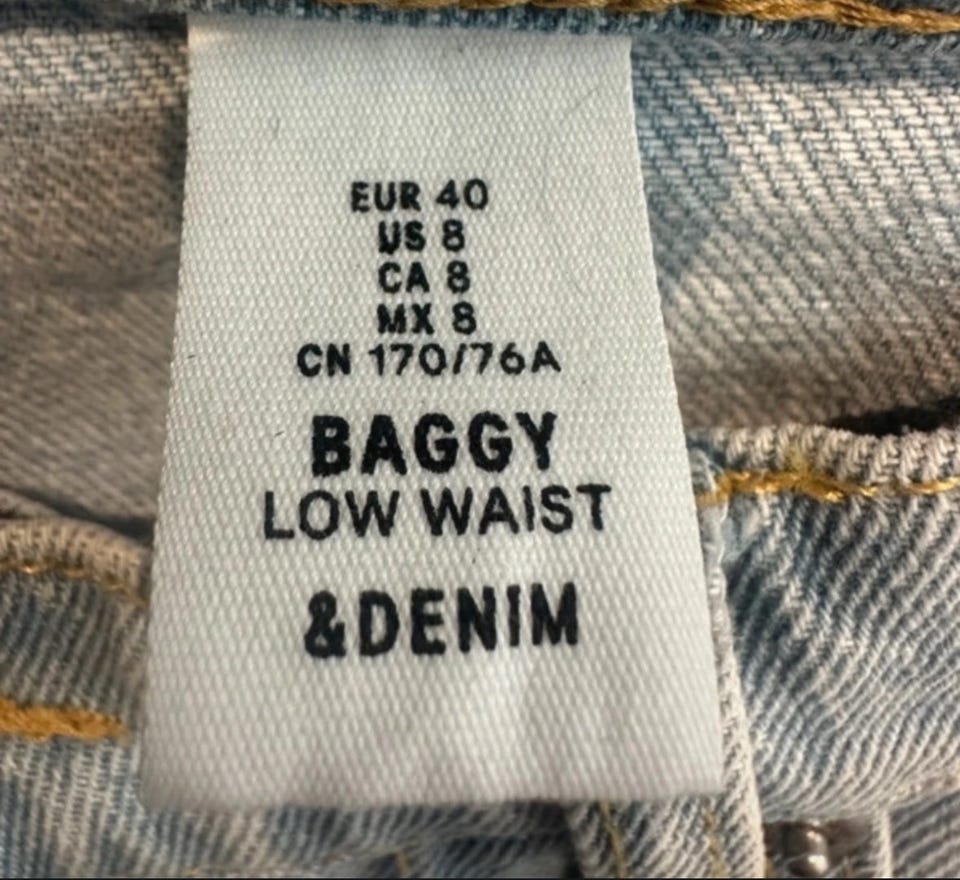 EUR 40
US 8
CA 8
MX 8
CN 170/76A
BAGGY
LOW WAIST
&DENIM